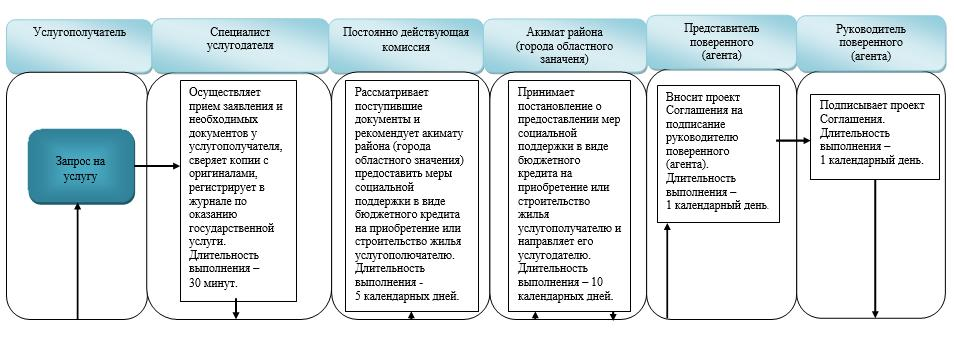 Услугополучатель
Специалист
услугодателя
Постоянно действующая
комиссия
Акимат района
(города областного
заначеня)
Представитель
поверенного
(агента)
Руководитель
поверенного
(агента)
Запрос на
услугу
Осуществляет
прием заявления и
необходимых
документов у
услугополучателя,
сверяет копии с
оригиналами,
регистрирует в
журнале по
оказанию
государственной
услуги.
Длительность
выполнения –
30 минут.
Рассматривает
поступившие
документы и
рекомендует акимату
района (города
областного значения)
предоставить меры
социальной
поддержки в виде
бюджетного кредита
на приобретение или
строительство жилья
услугополючателю.
Длительность
выполнения -
5 календарных дней.
Принимает
постановление о
предоставлении мер
социальной
поддержки в виде
бюджетного
кредита на
приобретение или
строительство
жилья
услугополучателю и
направляет его
услугодателю.
Длительность
выполнения – 10
календарных дней.
Вносит проект
Соглашения на
подписание
руководителю
поверенного
(агента).
Длительность
выполнения –
1 календарный день.
Подписывает проект
Соглашения.
Длительность
выполнения –
1 календарный день.